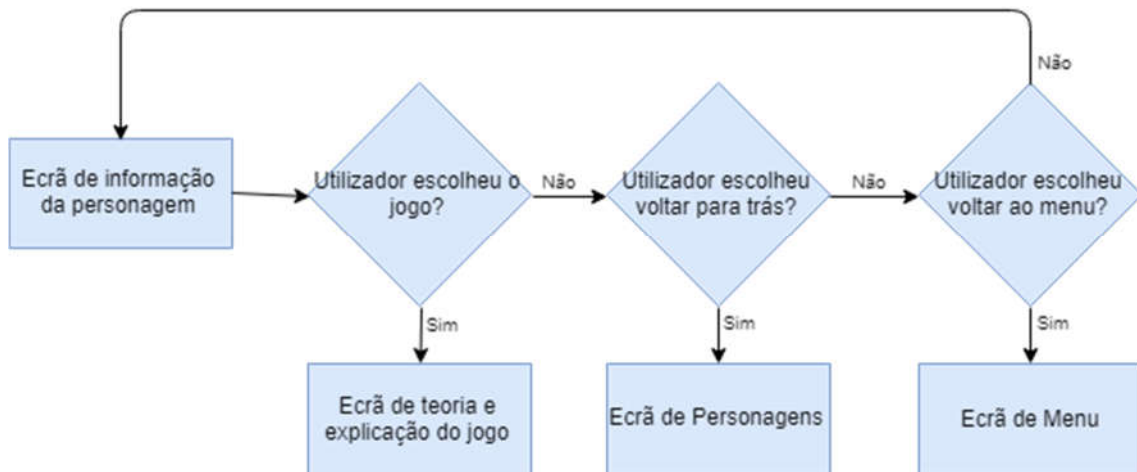 Não
Ecrã de informação
da personagem
Utilizador escolheu o
jogo?
Não
Utilizador escolheu
voltar para trás?
Não
Utilizador escolheu
voltar ao menu?
Sim
Sim
Sim
Ecrã de teoria e
explicação do jogo
Ecrã de Personagens
Ecrã de Menu